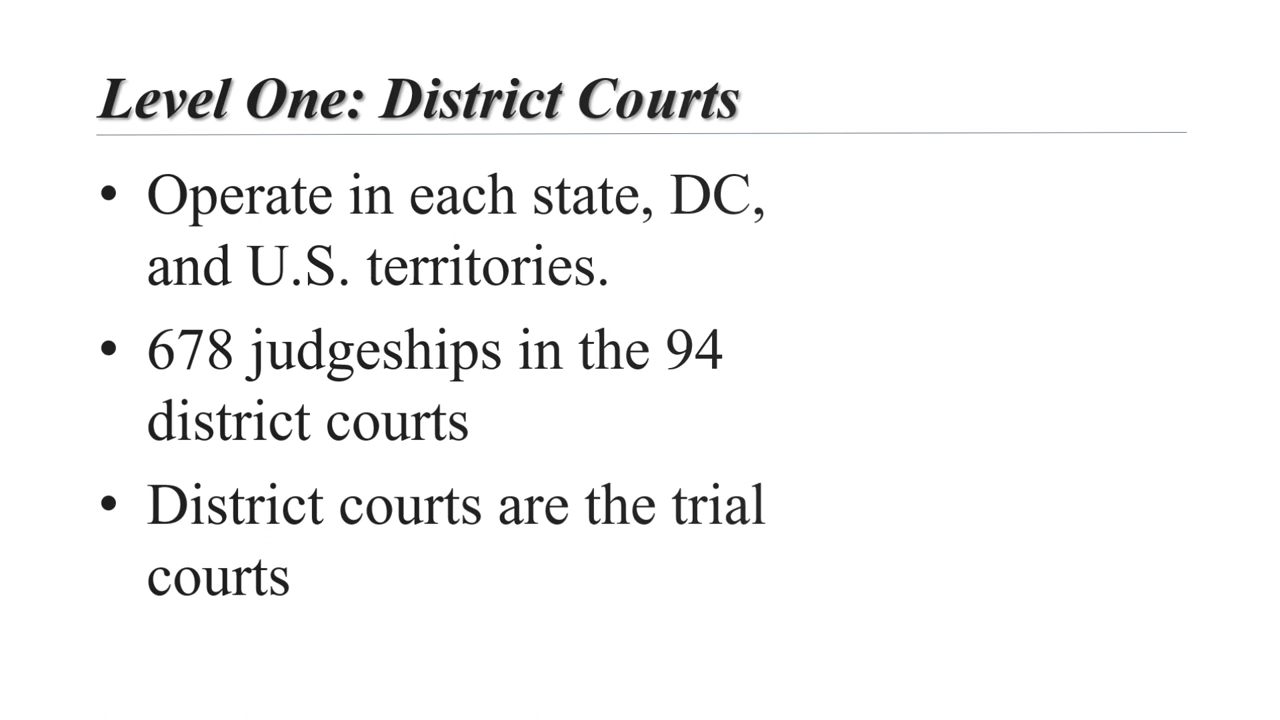 Level One: District Courts
• Operate in each state, DC,
and U.S. territories.
• 678 judgeships in the 94
district courts
• District courts are the trial
courts